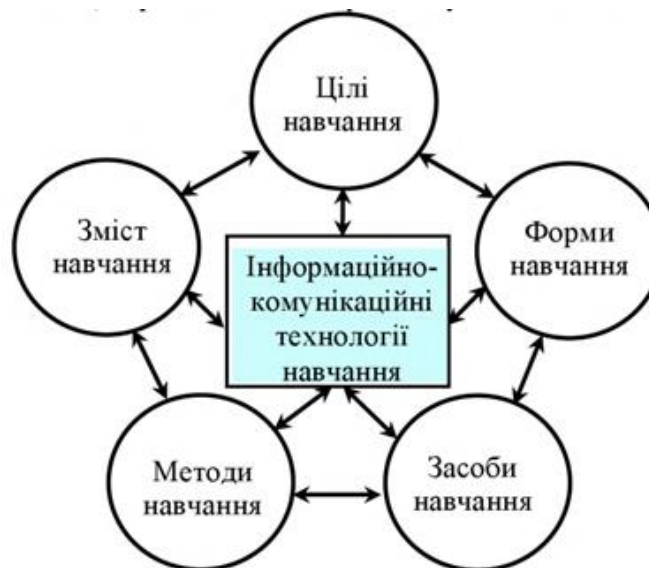 Цілі
навчання
Зміст
навчання
Форми
навчання
Інформаційно-
комунікаційні
технології
навчання
Методи
навчання
Засоби
навчання